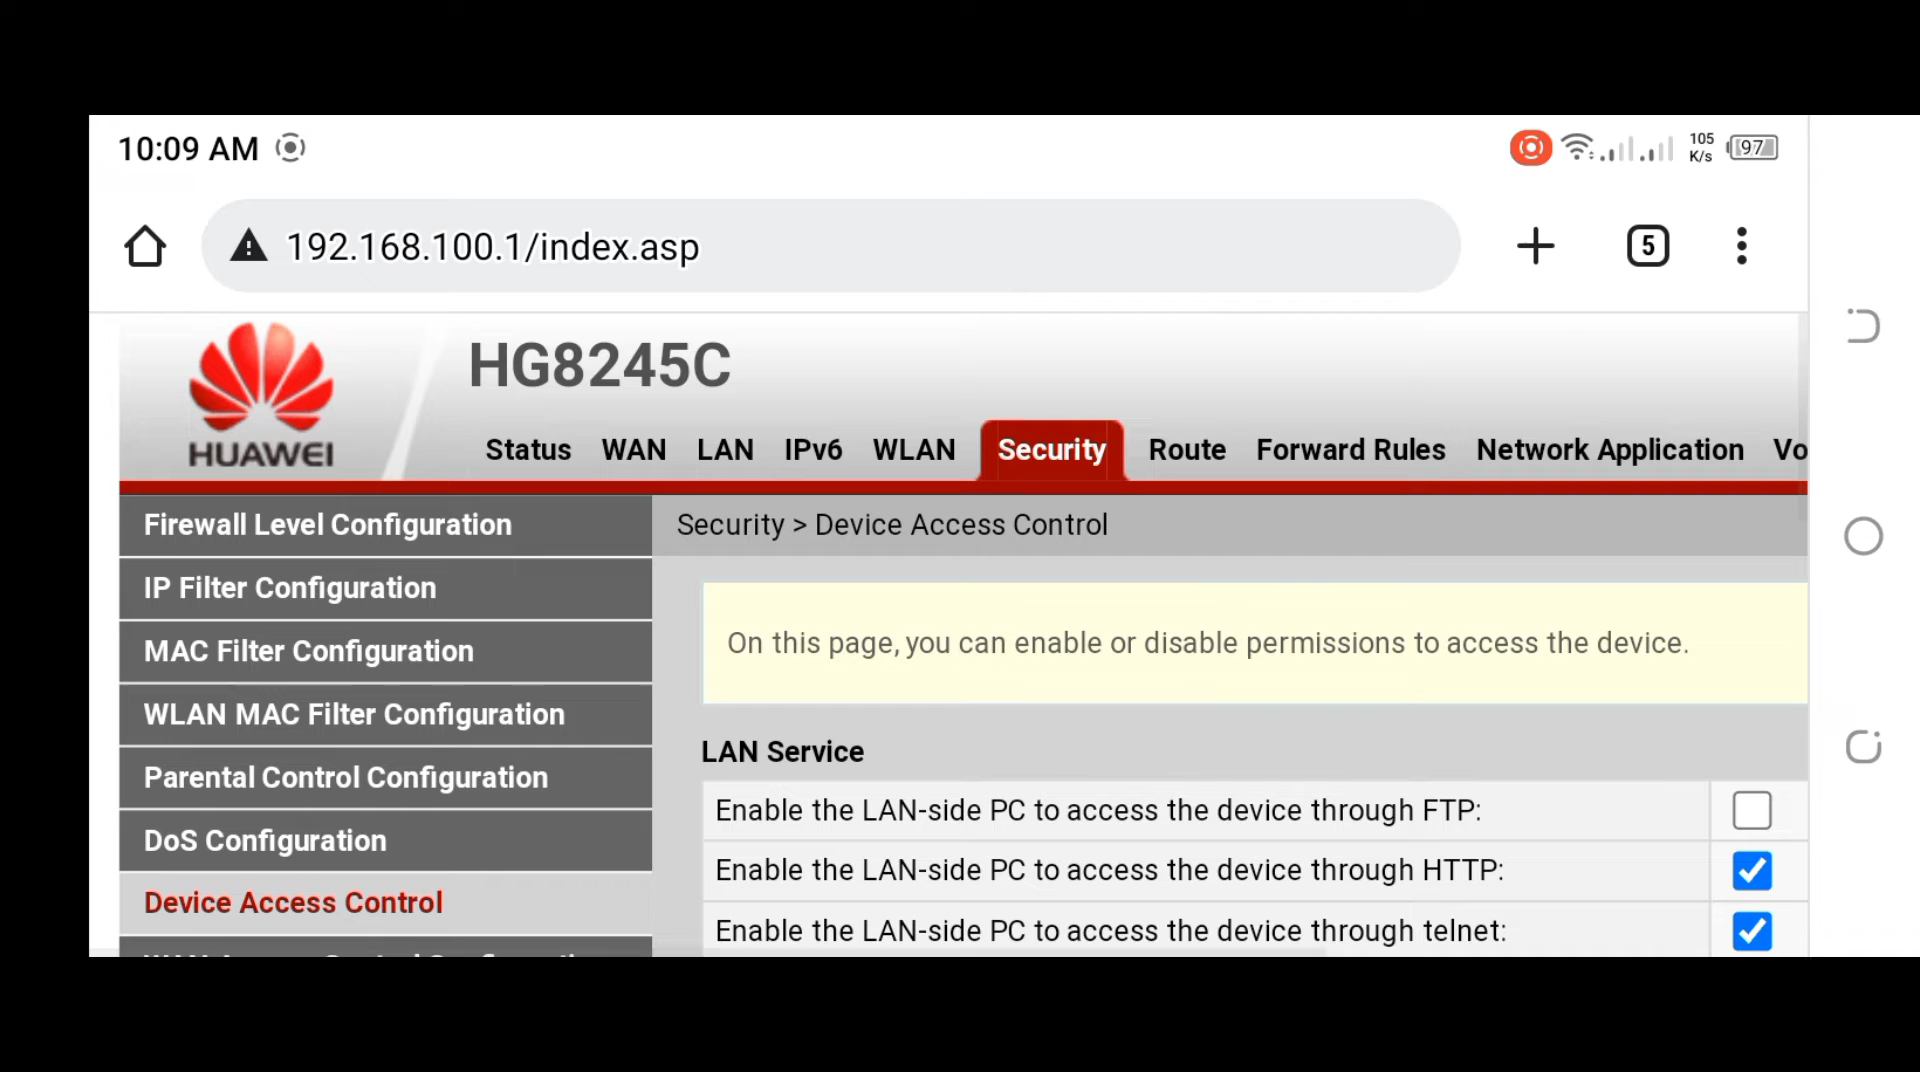 10:09 AM
105
K/s
97
192.168.100.1/index.asp
5
HUAWEI
HG8245C
Status WAN LAN IPv6 WLAN Security Route Forward Rules Network Application Vo
Firewall Level Configuration
IP Filter Configuration
MAC Filter Configuration
WLAN MAC Filter Configuration
Parental Control Configuration
DoS Configuration
Device Access Control
Security > Device Access Control
On this page, you can enable or disable permissions to access the device.
LAN Service
Enable the LAN-side PC to access the device through FTP:
Enable the LAN-side PC to access the device through HTTP:
Enable the LAN-side PC to access the device through telnet: